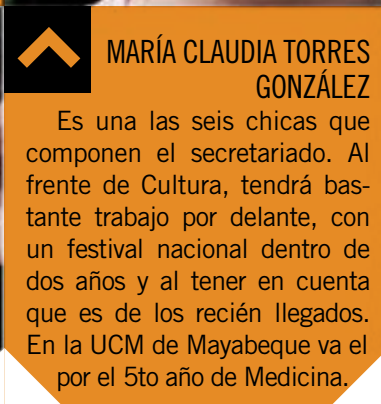 MARÍA CLAUDIA TORRES
GONZÁLEZ
Es una las seis chicas que
componen el secretariado. Al
frente de Cultura, tendrá bas-
tante trabajo por delante, con
un festival nacional dentro de
dos años y al tener en cuenta
que es de los recién llegados.
En la UCM de Mayabeque va el
por el 5to año de Medicina.